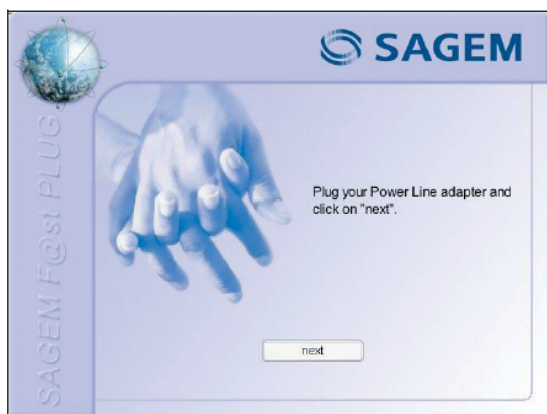 SAGEM
SAGEM F@st PLUG
Plug your Power Line adapter and
click on "next".
next